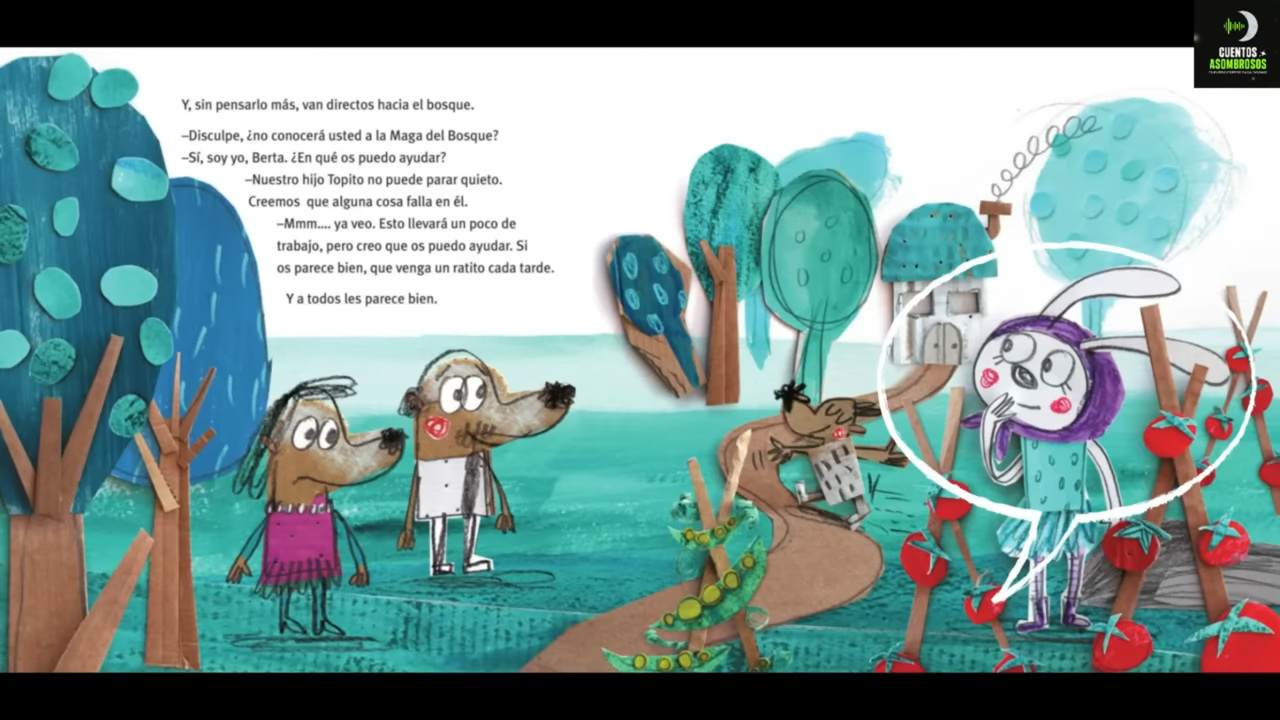 Y, sin pensarlo más, van directos hacia el bosque.
–Disculpe, ¿no conocerá usted a la Maga del Bosque?
–Sí, soy yo, Berta. ¿En qué os puedo ayudar?
–Nuestro hijo Topito no puede parar quieto.
Creemos que alguna cosa falla en él.
–Mmm.... ya veo. Esto llevará un poco de
trabajo, pero creo que os puedo ayudar. Si
os parece bien, que venga un ratito cada tarde.
Y a todos les parece bien.
CUENTOS
ASOMBROSOS